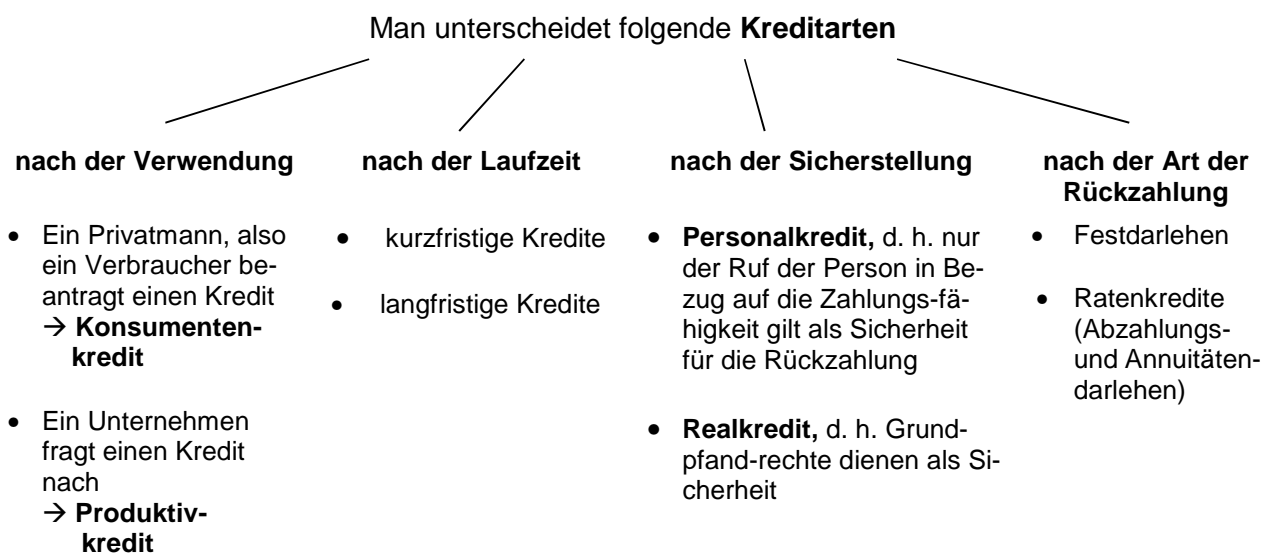 Man unterscheidet folgende Kreditarten
nach der Verwendung
• Ein Privatmann, also
ein Verbraucher be-
antragt einen Kredit
→ Konsumenten-
kredit
• Ein Unternehmen
fragt einen Kredit
nach
→ Produktiv-
kredit
nach der Laufzeit
• kurzfristige Kredite
• langfristige Kredite
nach der Sicherstellung
• Personalkredit, d. h. nur
der Ruf der Person in Be-
zug auf die Zahlungs-fä-
higkeit gilt als Sicherheit
für die Rückzahlung
• Realkredit, d. h. Grund-
pfand-rechte dienen als Si-
cherheit
nach der Art der
Rückzahlung
• Festdarlehen
• Ratenkredite
(Abzahlungs-
und Annuitäten-
darlehen)